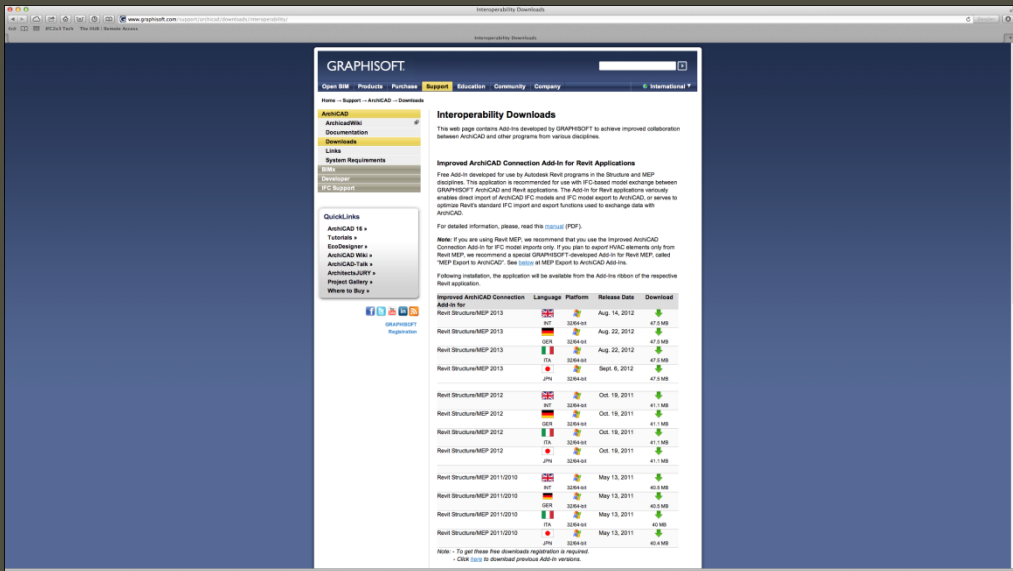 Interoperability Downloads
www.graphisoft.com/support/archicad/downloads/interoperability/
IFC2x3 Tech The HUB | Remote Access
Interoperability Downloads
GRAPHISOFT.
Open BIM Products Purchase Support Education Community Company International ▼
Home → Support → ArchiCAD → Downloads
ArchiCAD
ArchicadWiki
Documentation
Downloads
Links
System Requirements
BIMx
Developer
IFC Support
QuickLinks
ArchiCAD 16 »
Tutorials »
EcoDesigner »
ArchiCAD Wiki »
ArchiCAD-Talk »
ArchitectsJURY »
Project Gallery »
Where to Buy »
GRAPHISOFT
Registration
Interoperability Downloads
This web page contains Add-Ins developed by GRAPHISOFT to achieve improved collaboration
between ArchiCAD and other programs from various disciplines.
Improved ArchiCAD Connection Add-In for Revit Applications
Free Add-In developed for use by Autodesk Revit programs in the Structure and MEP
disciplines. This application is recommended for use with IFC-based model exchange between
GRAPHISOFT ArchiCAD and Revit applications. The Add-In for Revit applications variously
enables direct import of ArchiCAD IFC models and IFC model export to ArchiCAD, or serves to
optimize Revit's standard IFC import and export functions used to exchange data with
ArchiCAD.
For detailed information, please, read this manual (PDF).
Note: If you are using Revit MEP, we recommend that you use the Improved ArchiCAD
Connection Add-In for IFC model imports only. If you plan to export HVAC elements only from
Revit MEP, we recommend a special GRAPHISOFT-developed Add-In for Revit MEP, called
"MEP Export to ArchiCAD". See below at MEP Export to ArchiCAD Add-Ins.
Following installation, the application will be available from the Add-Ins ribbon of the respective
Revit application.
Improved ArchiCAD Connection Language Platform Release Date Download
Add-In for
Revit Structure/MEP 2013 Aug. 14, 2012
INT 32/64-bit 47.5 MB
Revit Structure/MEP 2013 Aug. 22, 2012
GER 32/64-bit 47.5 MB
Revit Structure/MEP 2013 Aug. 22, 2012
ITA 32/64-bit 47.5 MB
Revit Structure/MEP 2013 Sept. 6, 2012
JPN 32/64-bit 47.5 MB
Revit Structure/MEP 2012 Oct. 19, 2011
INT 32/64-bit 41.1 MB
Revit Structure/MEP 2012 Oct. 19, 2011
GER 32/64-bit 41.1 MB
Revit Structure/MEP 2012 Oct. 19, 2011
ITA 32/64-bit 41.1 MB
Revit Structure/MEP 2012 Oct. 19, 2011
JPN 32/64-bit 41.1 MB
Revit Structure/MEP 2011/2010 May 13, 2011
INT 32/64-bit 40.5 MB
Revit Structure/MEP 2011/2010 May 13, 2011
GER 32/64-bit 40.5 MB
Revit Structure/MEP 2011/2010 May 13, 2011
ITA 32/64-bit 40 MB
Revit Structure/MEP 2011/2010 May 13, 2011
JPN 32/64-bit 40.4 MB
Note: - To get these free downloads registration is required.
- Click here to download previous Add-In versions.